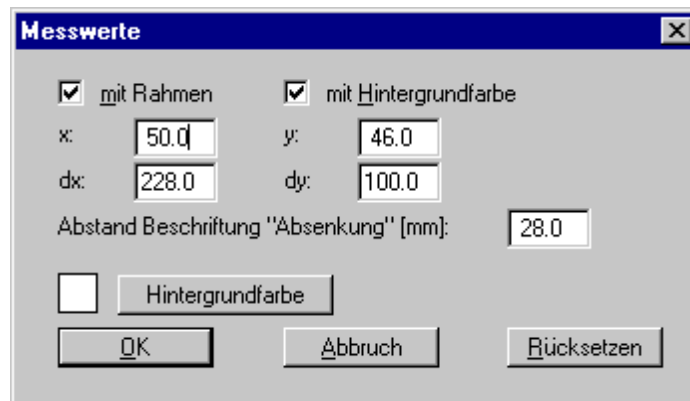 Messwerte
mit Rahmen mit Hintergrundfarbe
x: 50.0 y: 46.0
dx: 228.0 dy: 100.0
Abstand Beschriftung "Absenkung" [mm]: 28.0
Hintergrundfarbe
OK Abbruch Rücksetzen